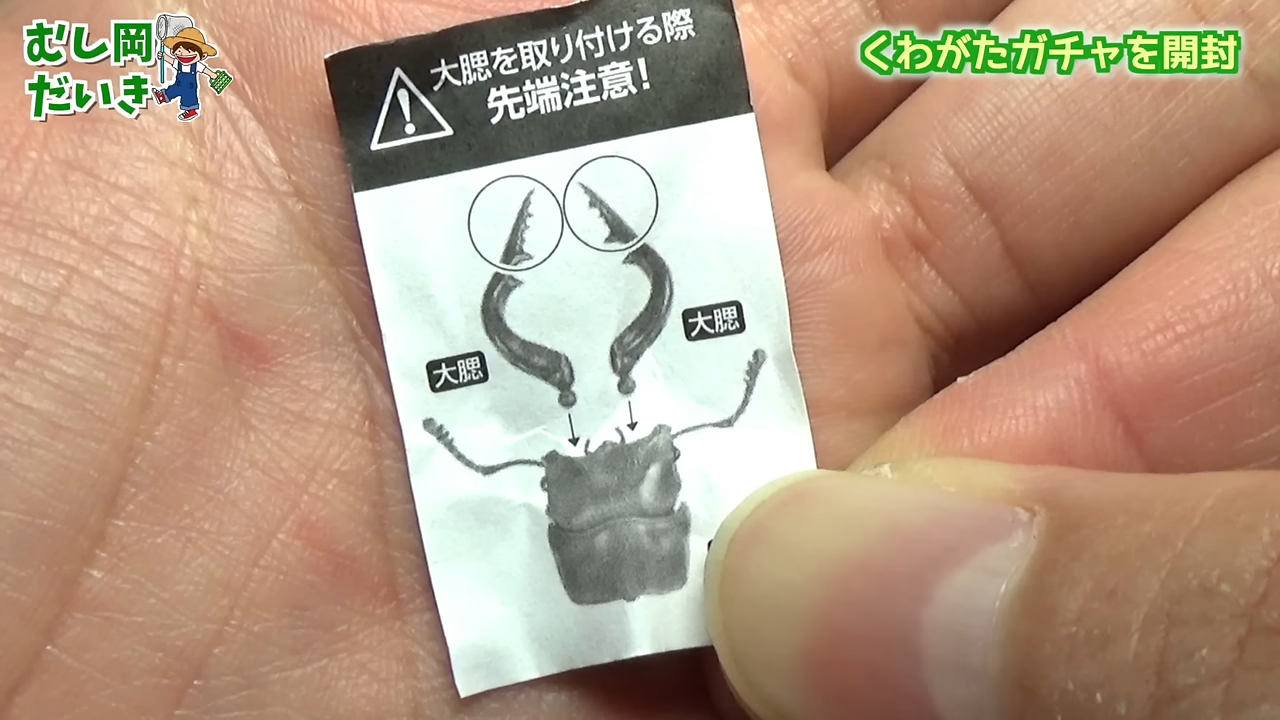 むし岡
だいき
くわがたガチャを開封
大腮を取り付ける際
先端注意!
大腮
大腮